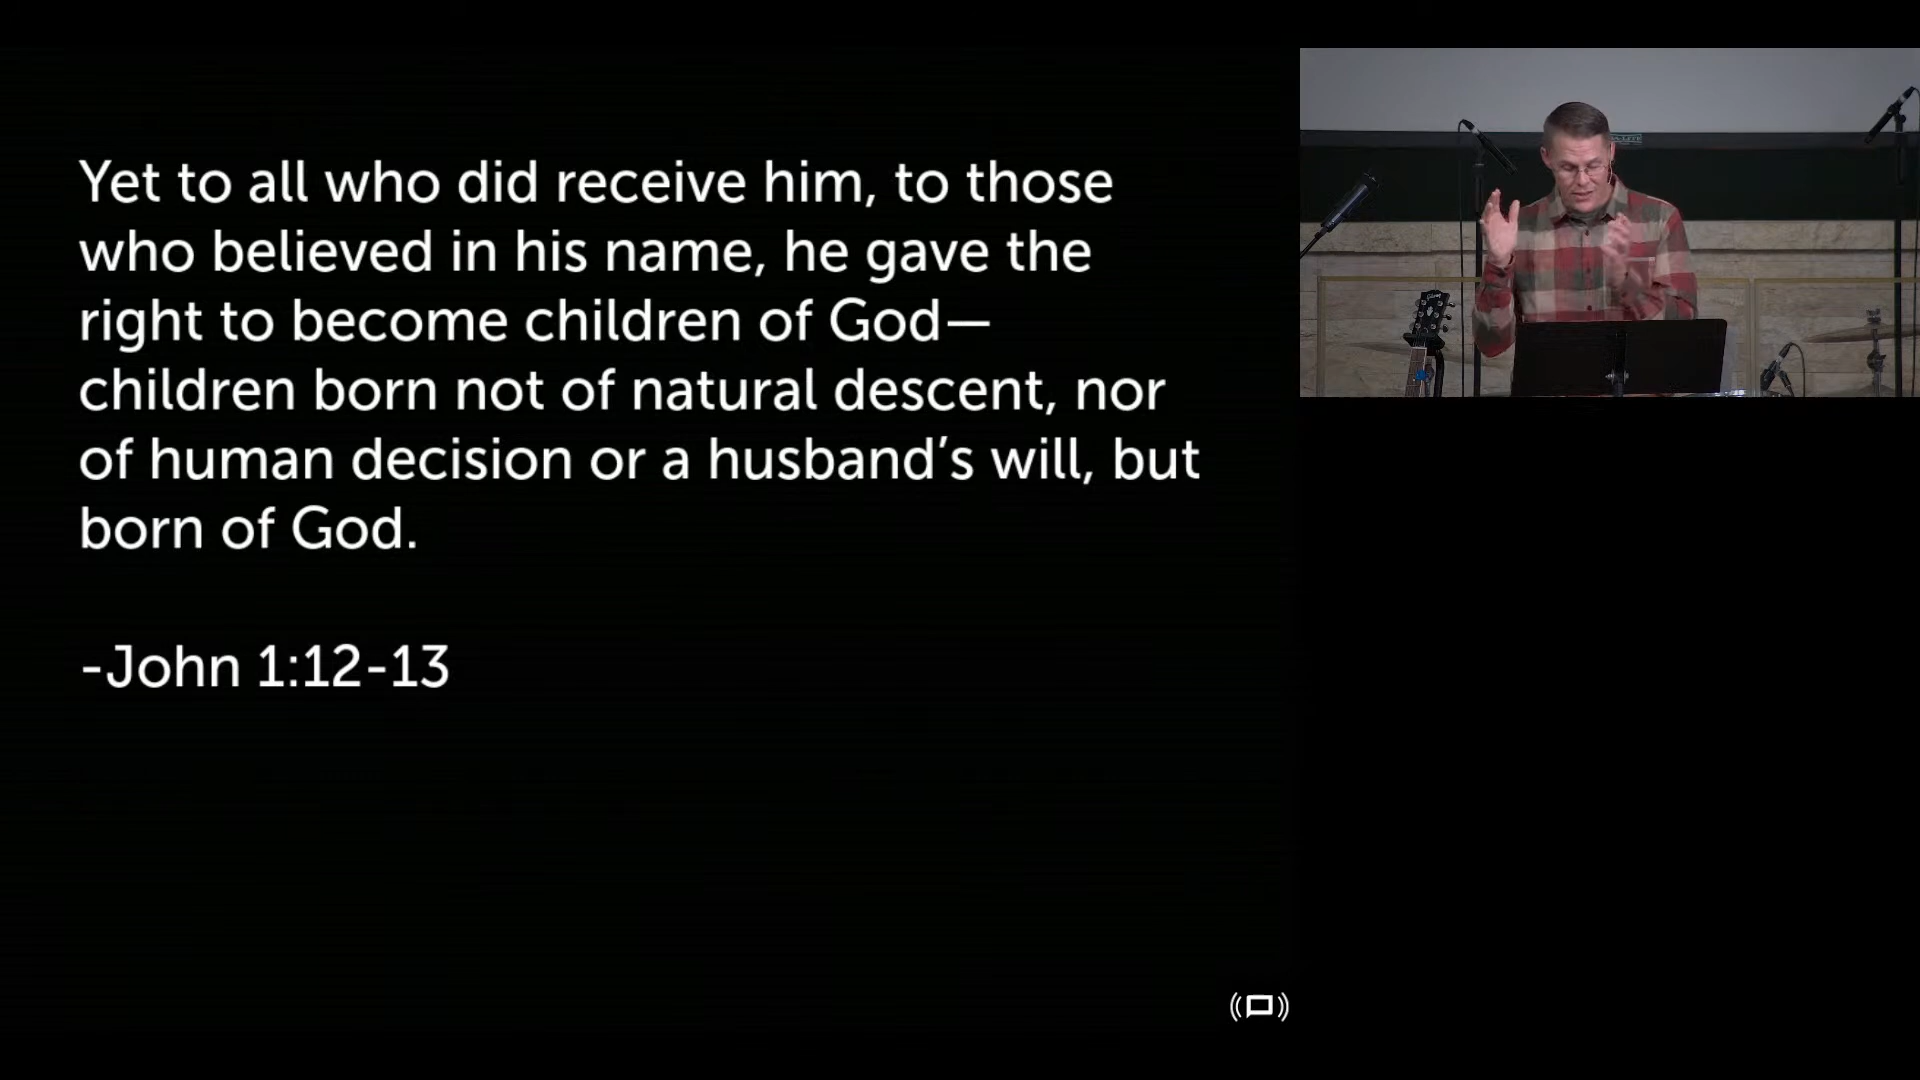 Yet to all who did receive him, to those
who believed in his name, he gave the
right to become children of God—
children born not of natural descent, nor
of human decision or a husband’s will, but
born of God.
-John 1:12-13